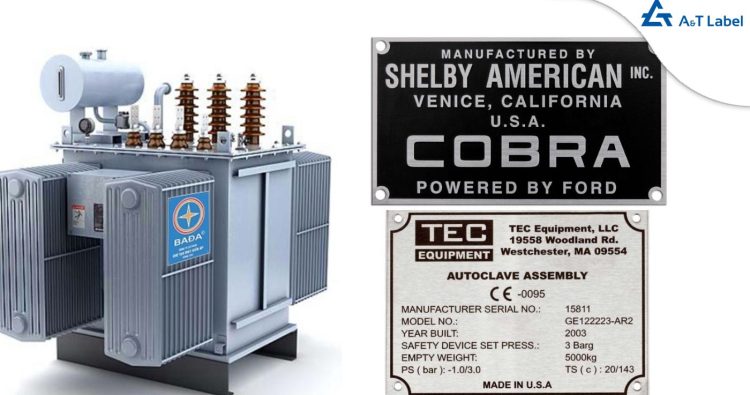 A&T Label
BAĐA
MANUFACTURED BY
SHELBY AMERICAN INC.
VENICE, CALIFORNIA
U.S.A.
COBRA
POWERED BY FORD
TEC
EQUIPMENT
TEC Equipment, LLC
19558 Woodland Rd.
Westchester, MA 09554
AUTOCLAVE ASSEMBLY
CE -0095
MANUFACTURER SERIAL NO.: 15811
MODEL NO.: GE122223-AR2
YEAR BUILT: 2003
SAFETY DEVICE SET PRESS.: 3 Barg
EMPTY WEIGHT: 5000kg
PS ( bar ): -1.0/3.0 TS ( c ) : 20/143
MADE IN U.S.A